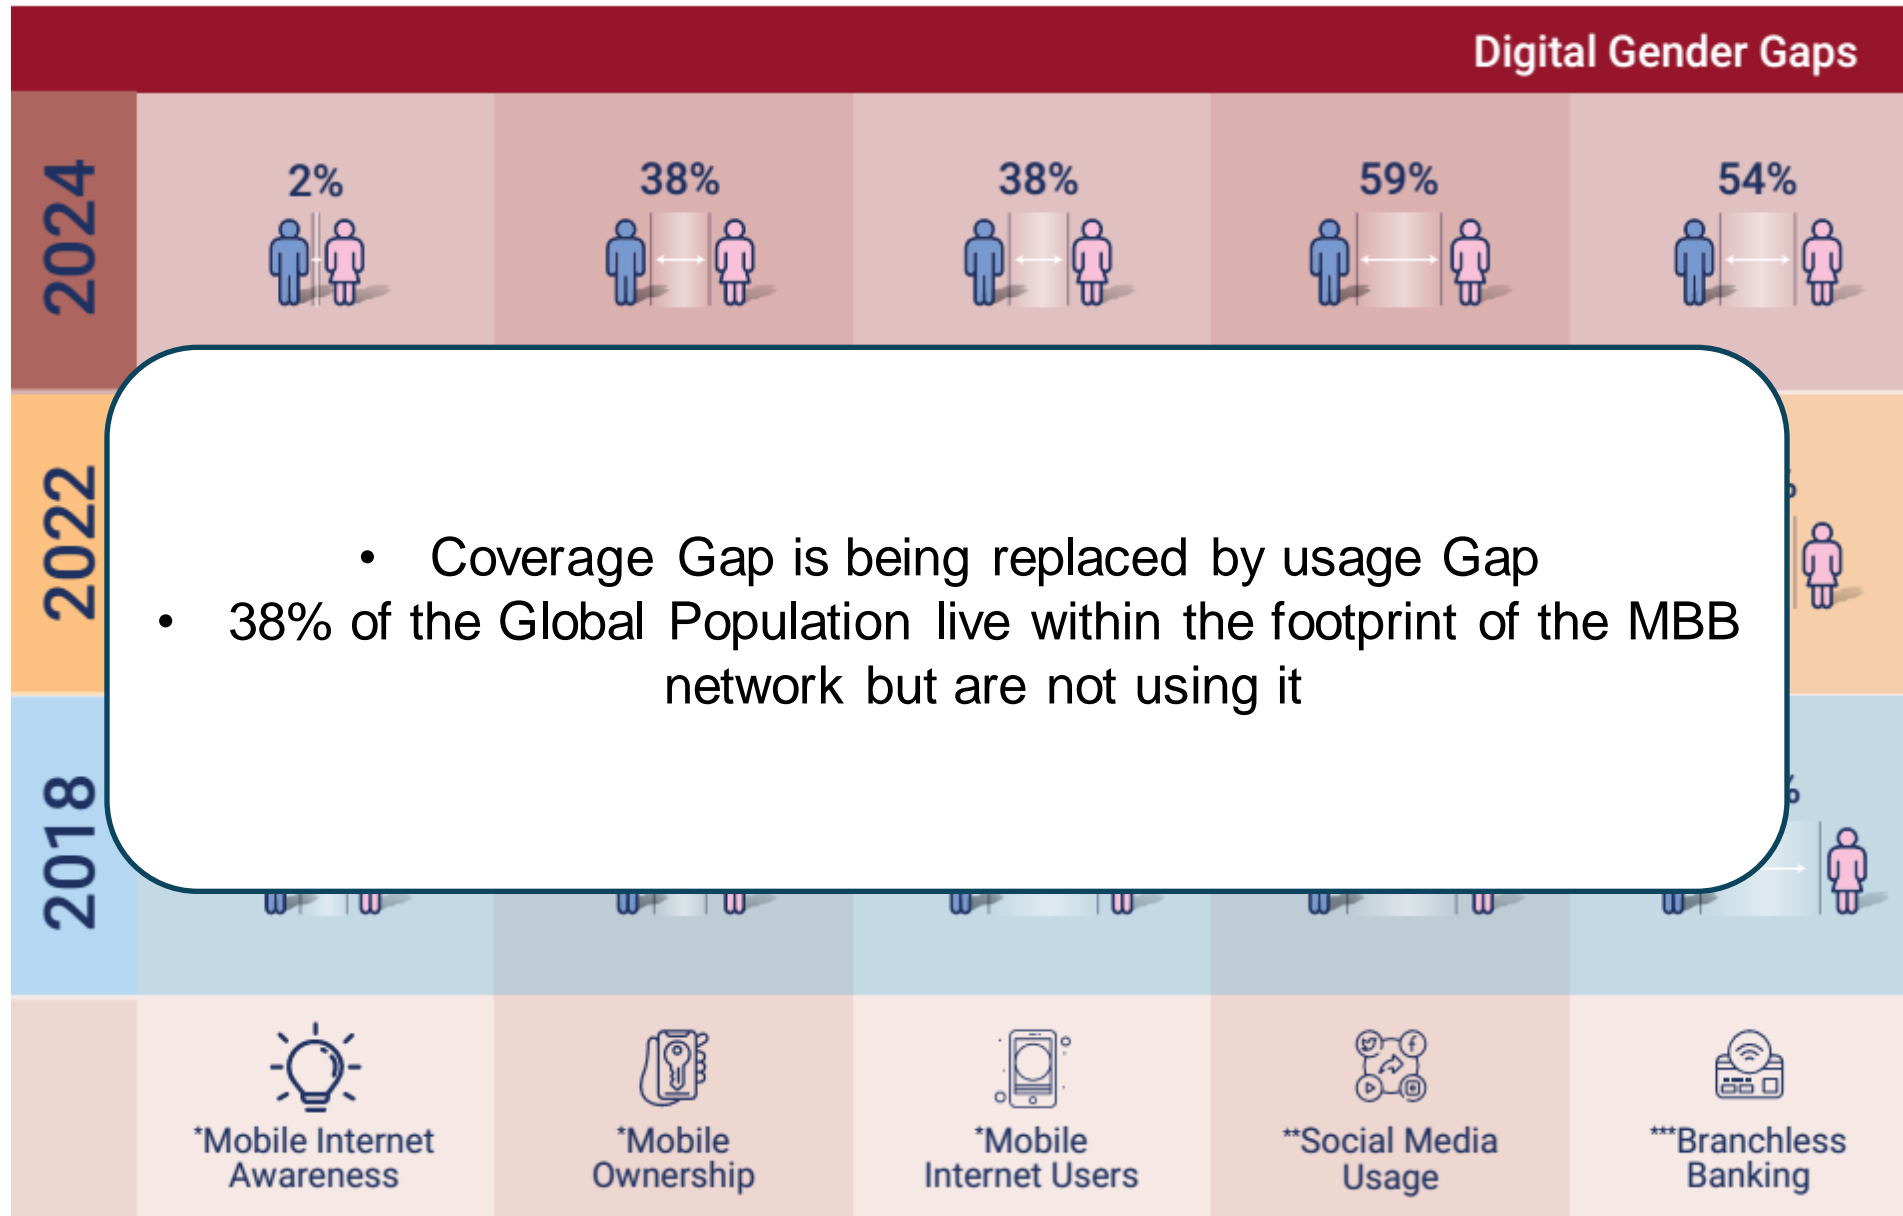 Digital Gender Gaps
2024
2% 38% 38% 59% 54%
2022
• Coverage Gap is being replaced by usage Gap
• 38% of the Global Population live within the footprint of the MBB
network but are not using it
2018
*Mobile Internet
Awareness
*Mobile
Ownership
*Mobile
Internet Users
**Social Media
Usage
***Branchless
Banking